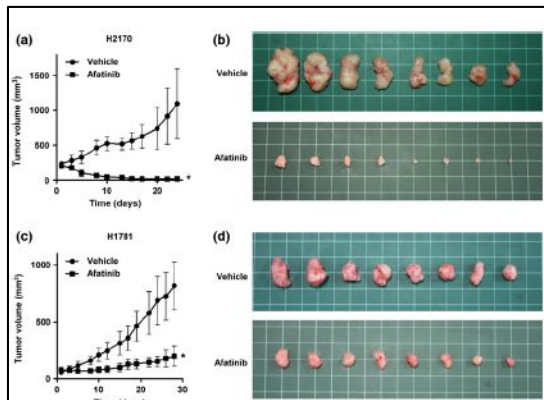 (a)
H2170
Vehicle
Afatinib
Tumor volume (mm³)
1500
1000
500
0
0
10
20
*
Time (days)
(b)
Vehicle
Afatinib
(c)
H1781
Vehicle
Afatinib
Tumor volume (mm³)
1000
500
0
0
10
20
30
*
(d)
Vehicle
Afatinib